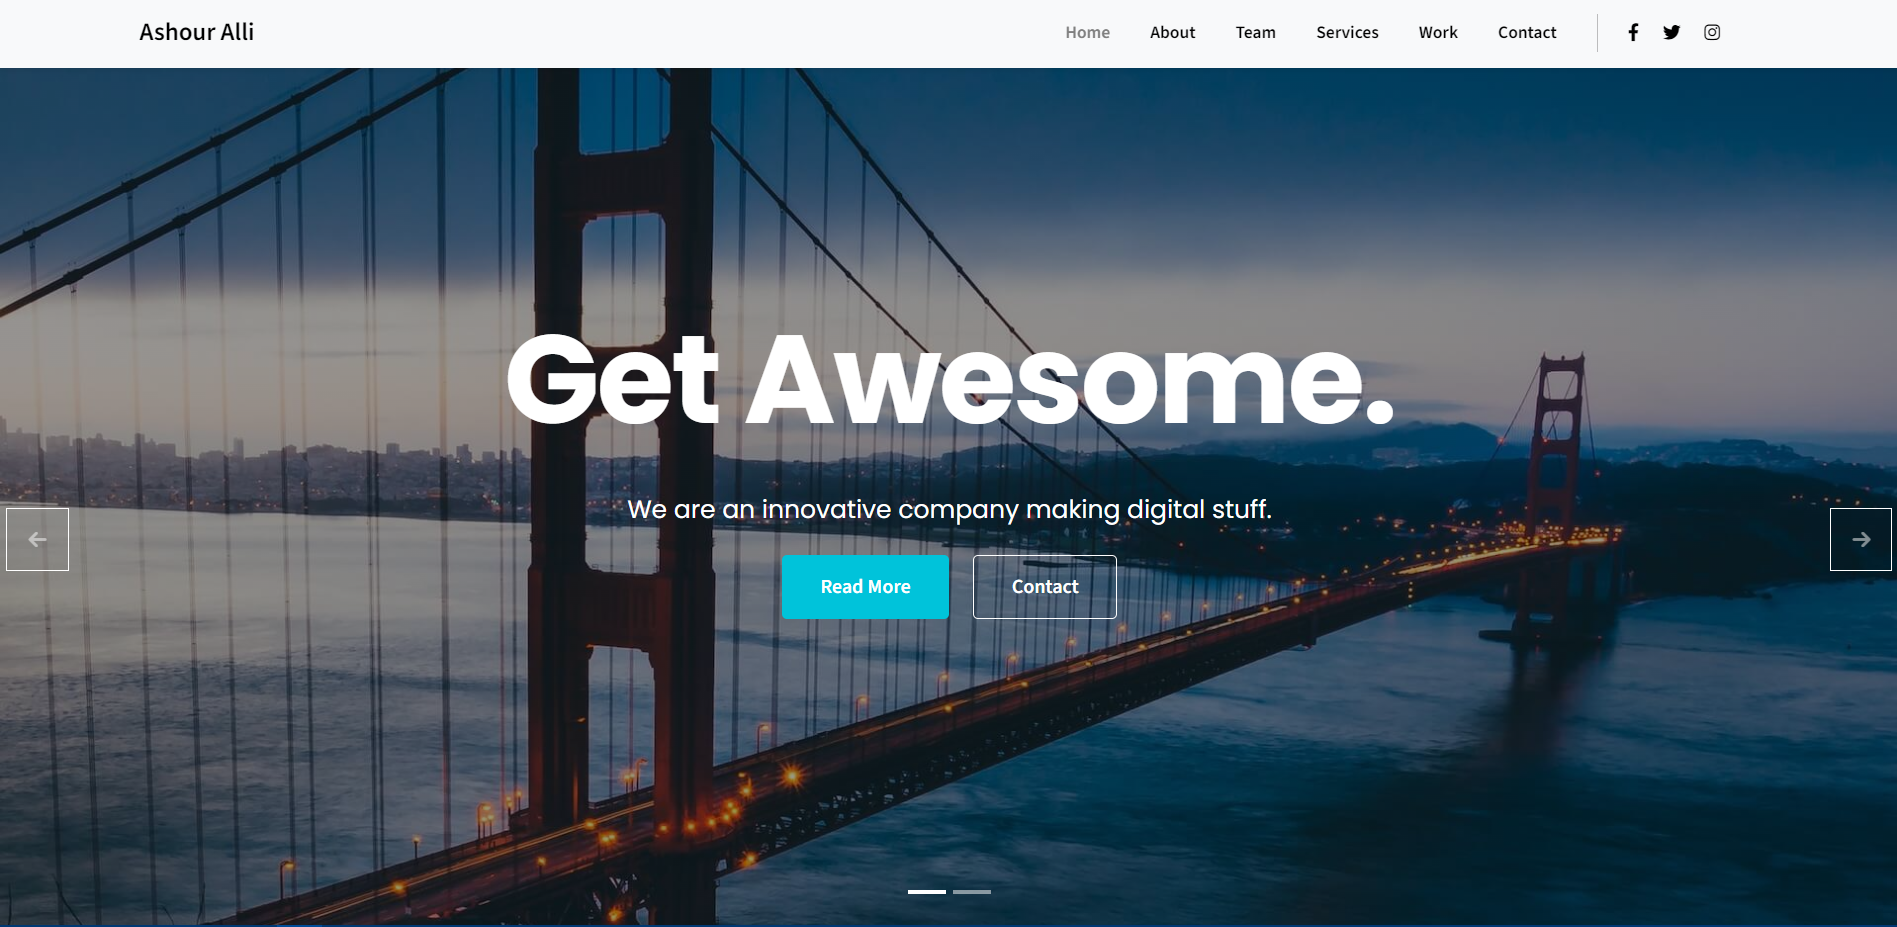 Ashour Alli
Home About Team Services Work Contact
Get Awesome.
We are an innovative company making digital stuff.
Read More Contact